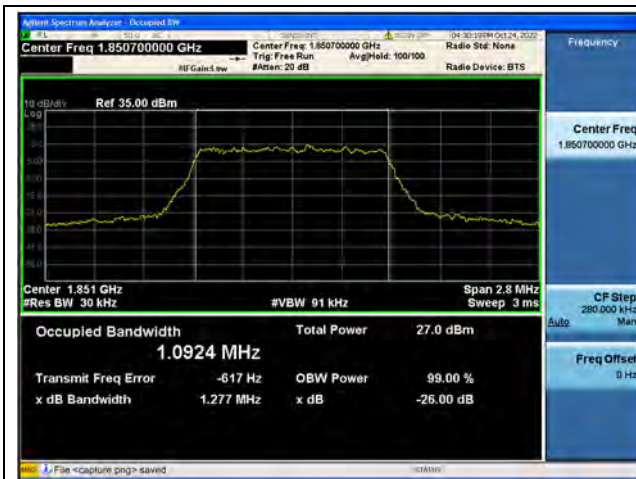 Agilent Spectrum Analyzer - Occupied BW
04:30:19PM Oct 24, 2022
Center Freq 1.850700000 GHz
Center Freq: 1.850700000 GHz
Radio Std: None
Trig: Free Run
Avg|Hold: 100/100
#IFGain:Low
#Atten: 20 dB
Radio Device: BTS
Frequency
10 dB/div
Ref 35.00 dBm
Log
Center Freq
1.850700000 GHz
Center 1.851 GHz
Span 2.8 MHz
#Res BW 30 kHz
#VBW 91 kHz
Sweep 3 ms
CF Step
280.000 kHz
Auto
Man
Occupied Bandwidth
Total Power
27.0 dBm
1.0924 MHz
Transmit Freq Error
-617 Hz
OBW Power
99.00 %
x dB Bandwidth
1.277 MHz
x dB
-26.00 dB
Freq Offset
0 Hz
MSG
File <capture.png> saved
STATUS